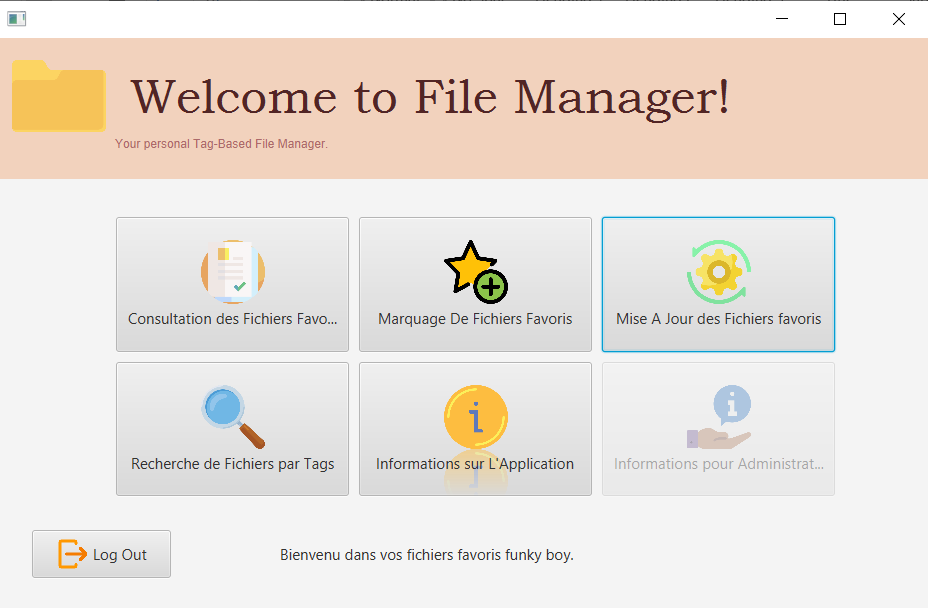 Welcome to File Manager!
Your personal Tag-Based File Manager.
Consultation des Fichiers Favo...
Marquage De Fichiers Favoris
Mise A Jour des Fichiers favoris
Recherche de Fichiers par Tags
Informations sur L'Application
Informations pour Administrat...
Log Out
Bienvenu dans vos fichiers favoris funky boy.